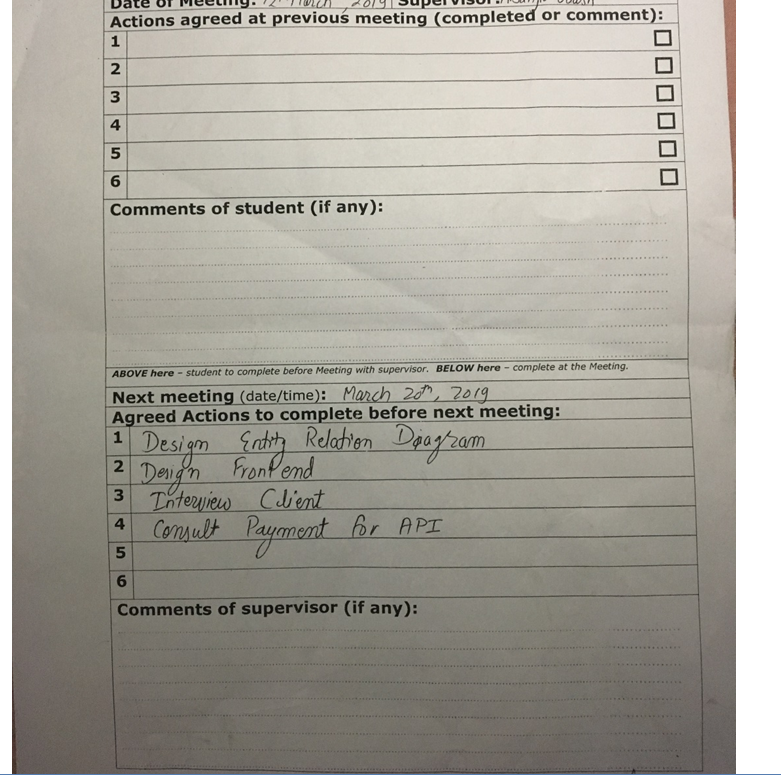 Date of Meeting: 12th March, 2019 Supervisor:
Actions agreed at previous meeting (completed or comment):
1
2
3
4
5
6
Comments of student (if any):
ABOVE here – student to complete before Meeting with supervisor. BELOW here – complete at the Meeting.
Next meeting (date/time): March 20th, 2019
Agreed Actions to complete before next meeting:
1 Design Entity Relation Diagram
2 Design Frontend
3 Interview Client
4 Consult Payment for API
5
6
Comments of supervisor (if any):